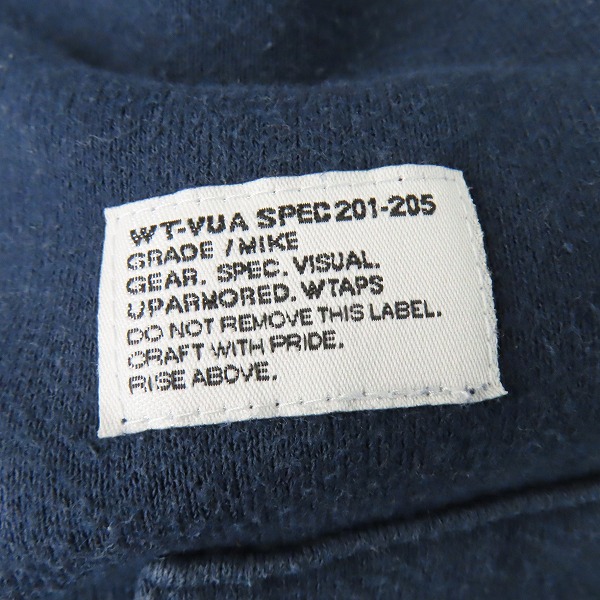 WT-VUA SPEC 201-205
GRADE / MIKE
GEAR. SPEC. VISUAL.
UPARMORED. WTAPS
DO NOT REMOVE THIS LABEL.
CRAFT WITH PRIDE.
RISE ABOVE.